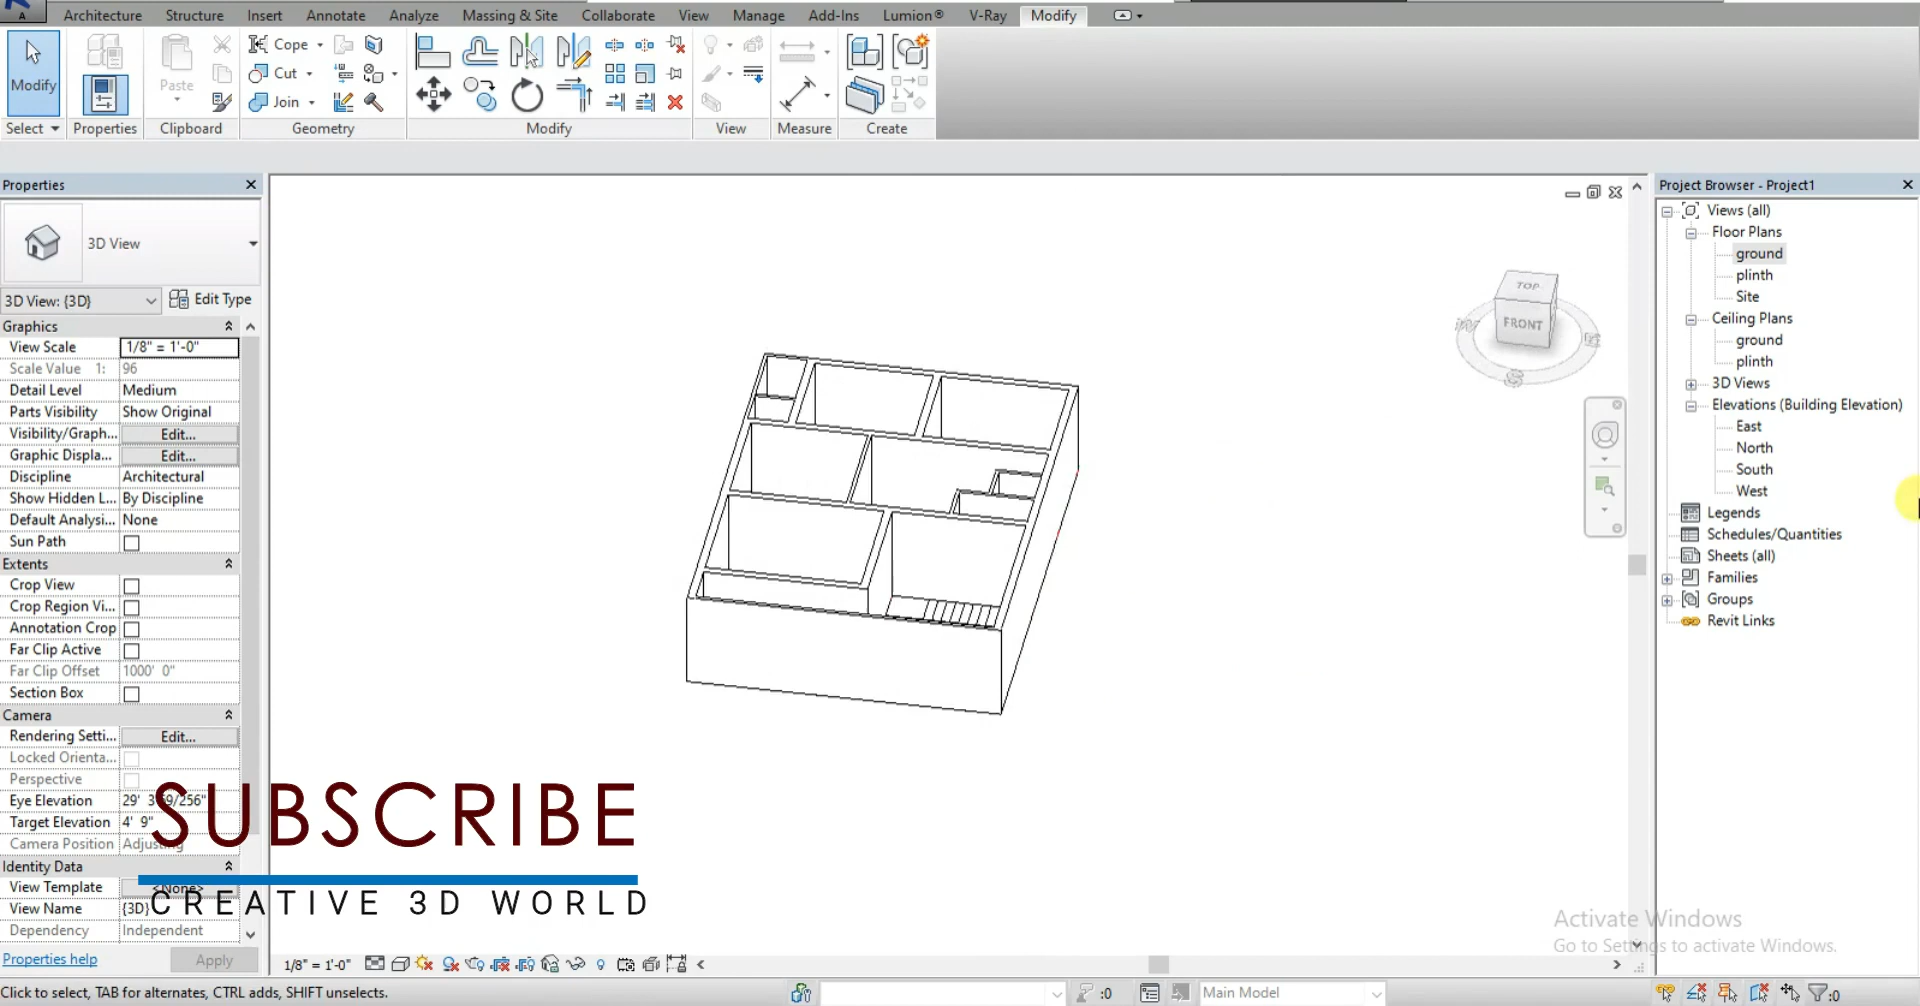 Architecture Structure Insert Annotate Analyze Massing & Site Collaborate View Manage Add-Ins Lumion® V-Ray Modify
Modify Paste Cope Cut Join
Select Properties Clipboard Geometry Modify View Measure Create
Properties
3D View
3D View: {3D} Edit Type
Graphics
View Scale 1/8" = 1'-0"
Scale Value 1: 96
Detail Level Medium
Parts Visibility Show Original
Visibility/Graph... Edit...
Graphic Displa... Edit...
Discipline Architectural
Show Hidden L... By Discipline
Default Analysi... None
Sun Path
Extents
Crop View
Crop Region Vi...
Annotation Crop
Far Clip Active
Far Clip Offset 1000' 0"
Section Box
Camera
Rendering Setti... Edit...
Locked Orienta...
Perspective
Eye Elevation 29'
Target Elevation 4' 9"
Camera Position Adjusting
Identity Data
View Template <None>
View Name {3D}
Dependency Independent
Properties help Apply
SUBSCRIBE
CREATIVE 3D WORLD
TOP
FRONT
S
Project Browser - Project1
Views (all)
Floor Plans
ground
plinth
Site
Ceiling Plans
ground
plinth
3D Views
Elevations (Building Elevation)
East
North
South
West
Legends
Schedules/Quantities
Sheets (all)
Families
Groups
Revit Links
Activate Windows
Go to Settings to activate Windows.
1/8" = 1'-0"
Click to select, TAB for alternates, CTRL adds, SHIFT unselects. :0 Main Model :0